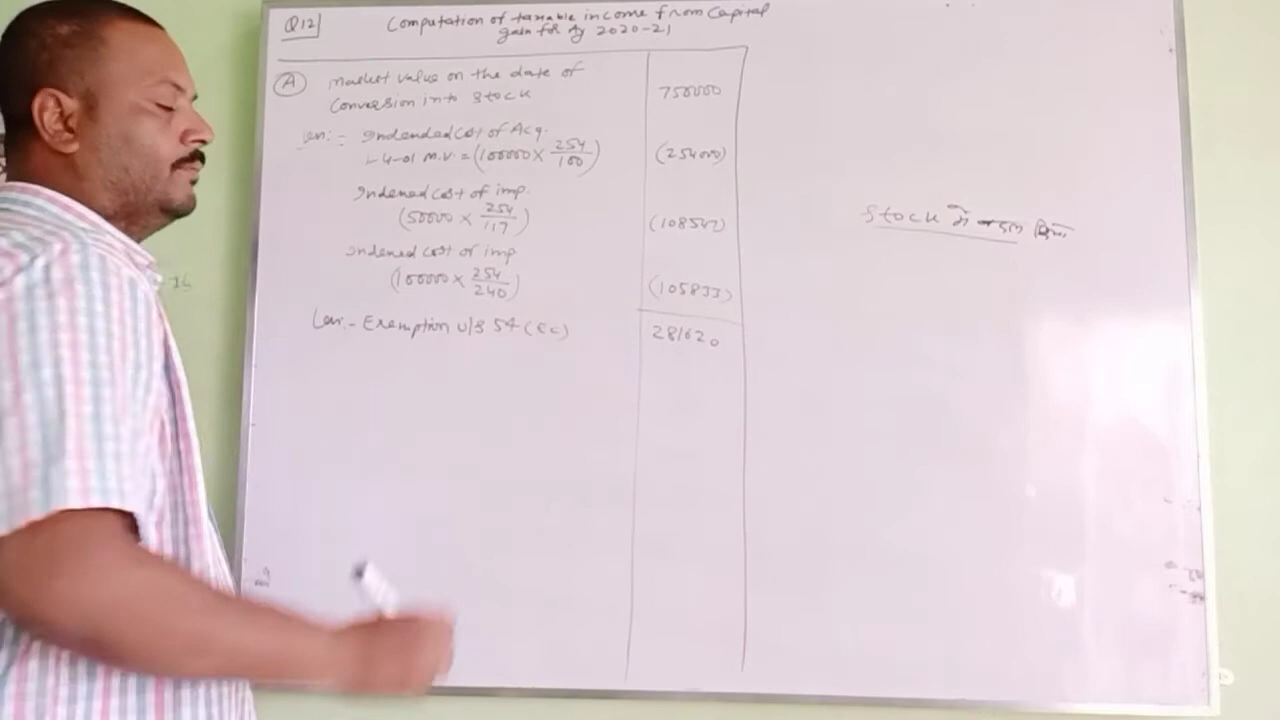 Q12
Computation of taxable income from Capital
gain for Ay 2020-21
A Market value on the date of
Conversion into Stock 750000
Len:- Indexed Cost of Acq.
1-4-01 M.V. = (100000 × 254/100) (254000)
Indexed cost of imp.
(50000 × 254/117) (108547)
Indexed cost of imp
(100000 × 254/240) (105833)
Len:- Exemption U/S 54(EC) 281620
Stock में